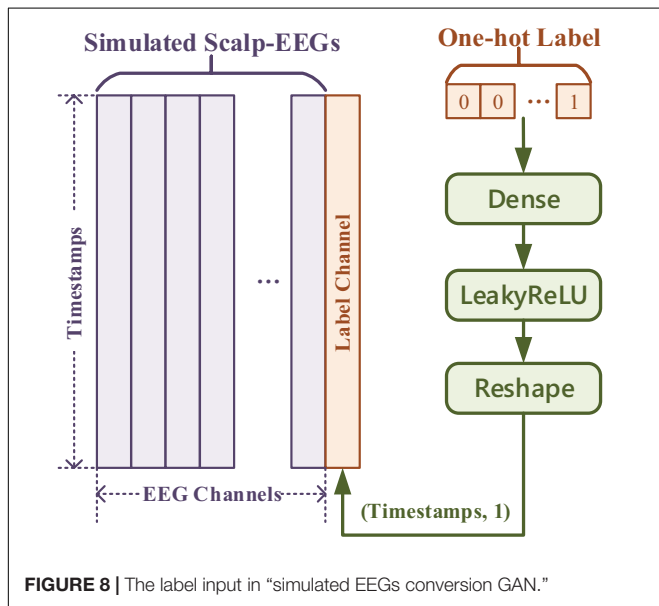 Simulated Scalp-EEGs
One-hot Label
0 0 ... 1
Dense
LeakyReLU
Reshape
Timestamps
...
Label Channel
EEG Channels
(Timestamps, 1)
FIGURE 8 | The label input in “simulated EEGs conversion GAN.”